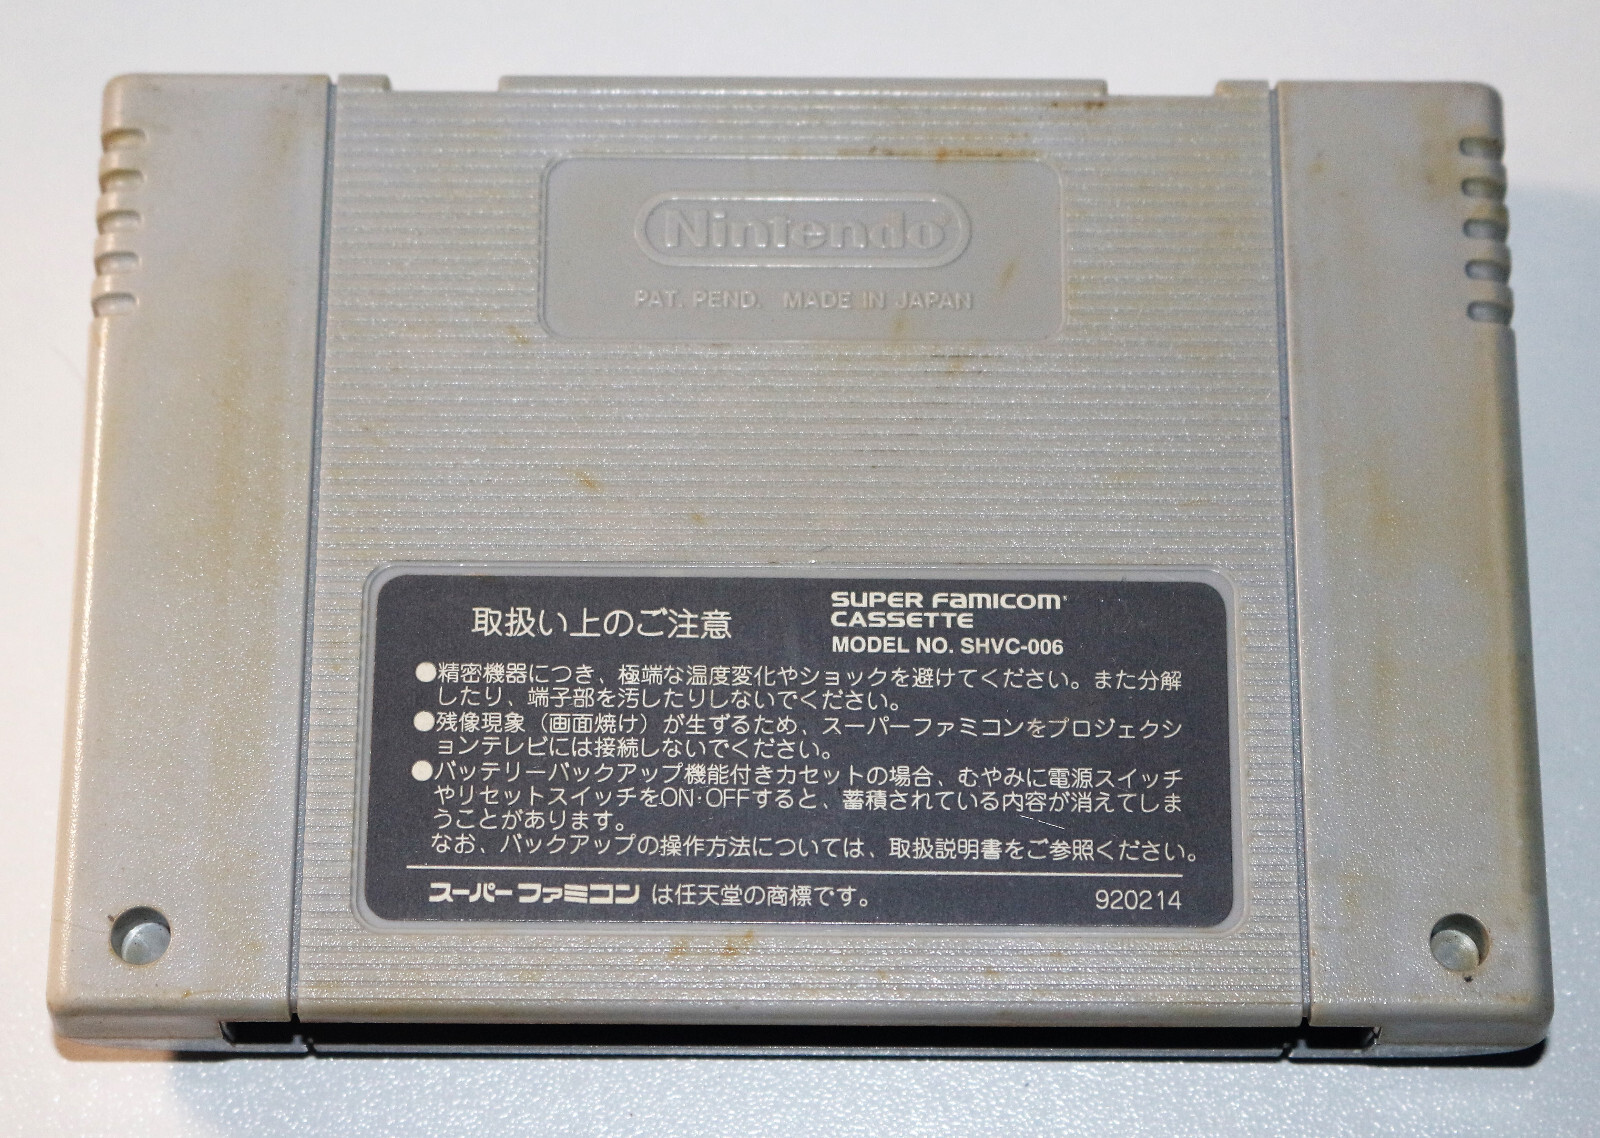 Nintendo
PAT. PEND. MADE IN JAPAN
取扱い上のご注意
SUPER FAMICOM
CASSETTE
MODEL NO. SHVC-006
●精密機器につき、極端な温度変化やショックを避けてください。また分解
したり、端子部を汚したりしないでください。
●残像現象（画面焼け）が生ずるため、スーパーファミコンをプロジェクシ
ョンテレビには接続しないでください。
●バッテリーバックアップ機能付きカセットの場合、むやみに電源スイッチ
やリセットスイッチをON・OFFすると、蓄積されている内容が消えてしま
うことがあります。
なお、バックアップの操作方法については、取扱説明書をご参照ください。
スーパーファミコン は任天堂の商標です。
920214